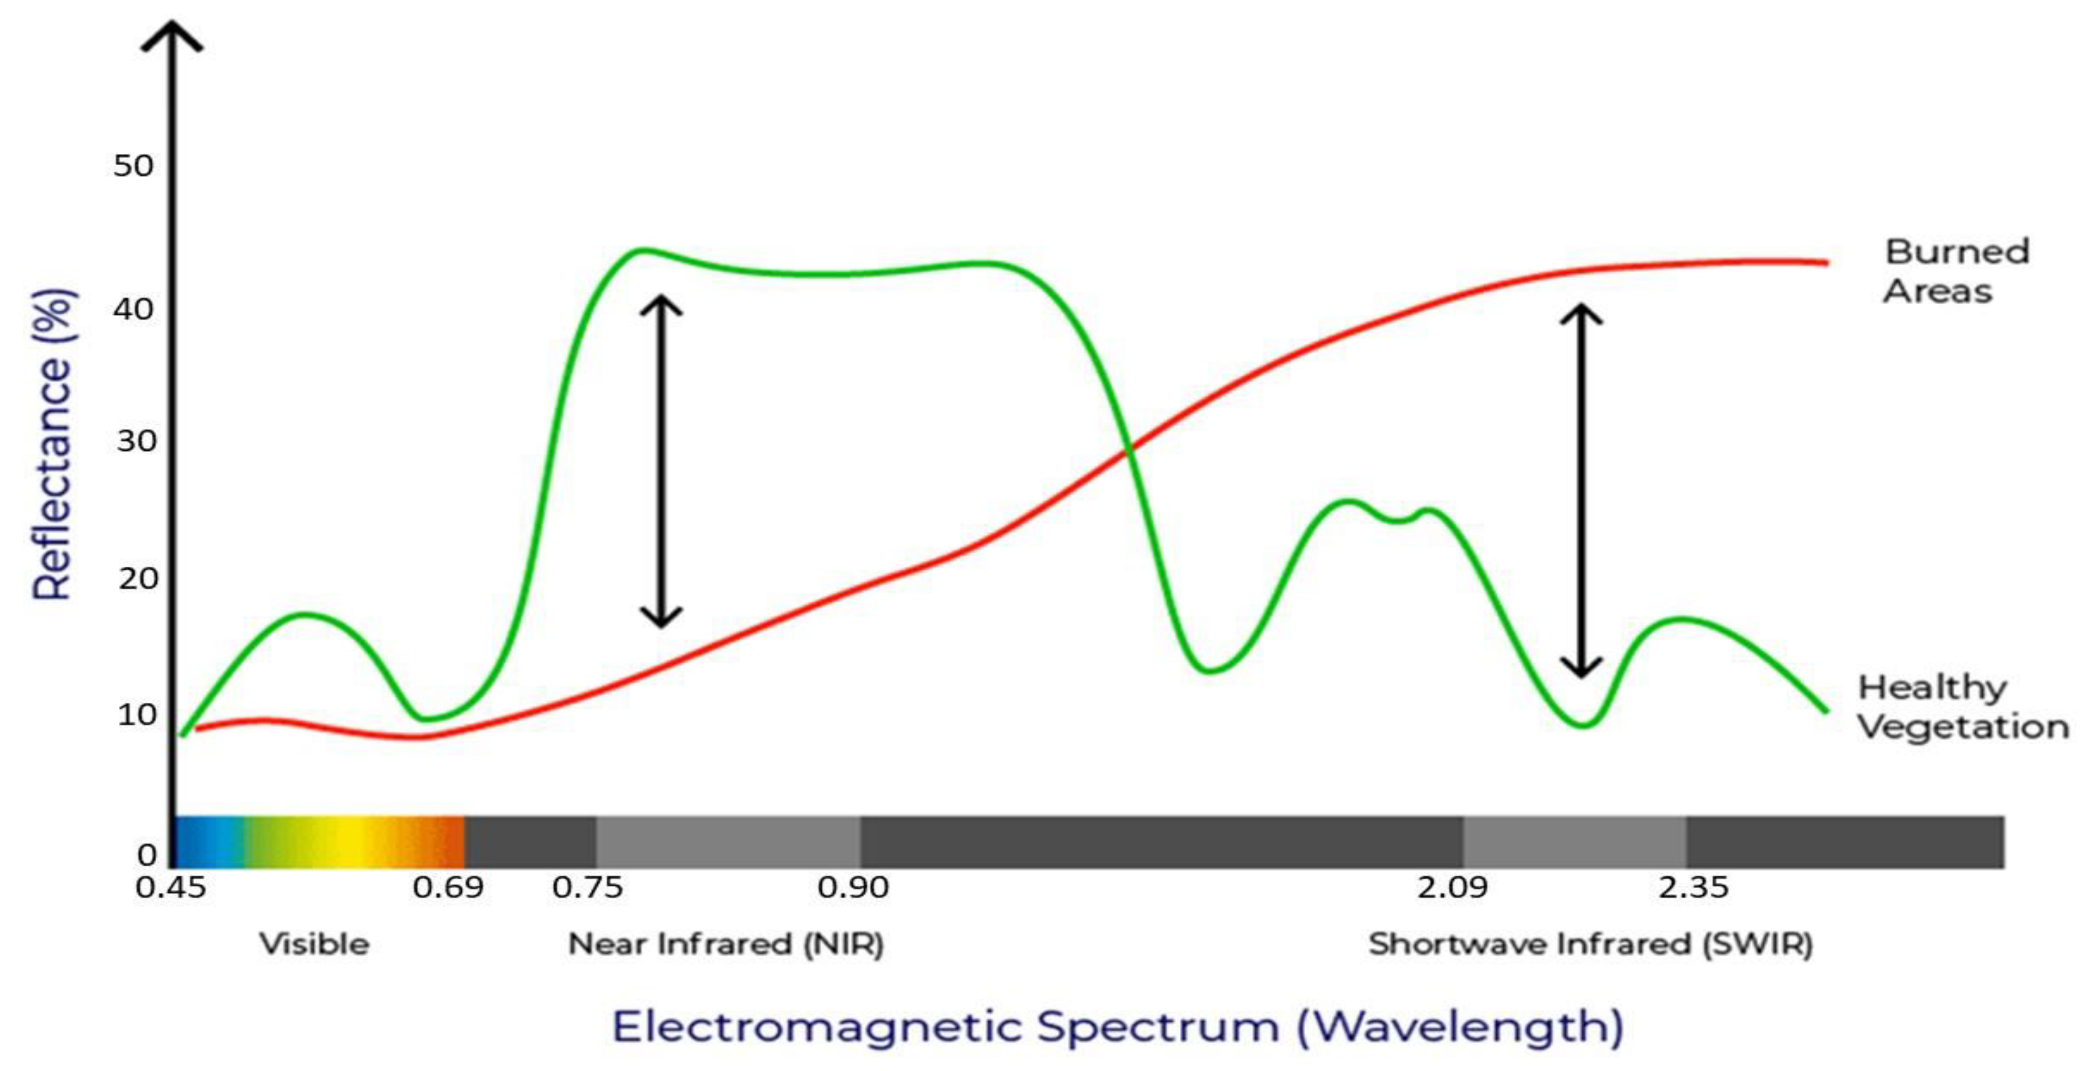 50
40
30
20
10
0
Reflectance (%)
Burned
Areas
Healthy
Vegetation
0.45 0.69 0.75 0.90 2.09 2.35
Visible Near Infrared (NIR) Shortwave Infrared (SWIR)
Electromagnetic Spectrum (Wavelength)